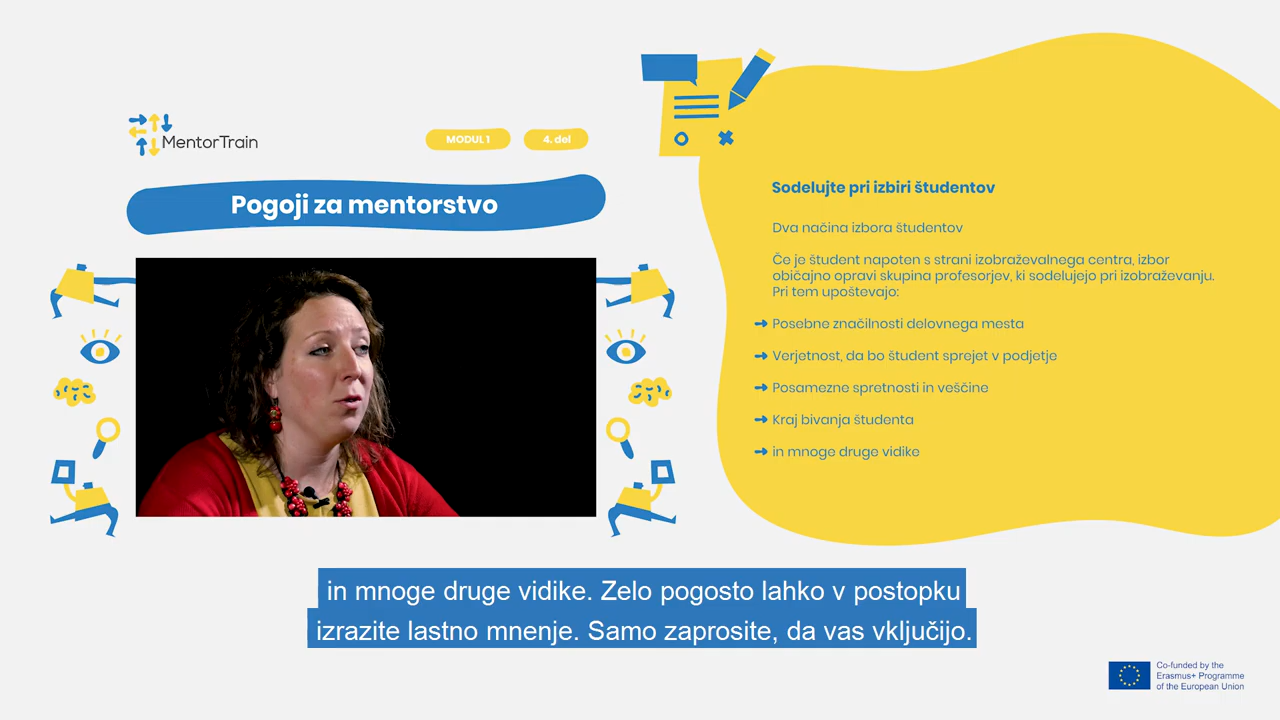 MentorTrain
MODUL 1
4. del
Pogoji za mentorstvo
Sodelujte pri izbiri študentov
Dva načina izbora študentov
Če je študent napoten s strani izobraževalnega centra, izbor
običajno opravi skupina profesorjev, ki sodelujejo pri izobraževanju.
Pri tem upoštevajo:
Posebne značilnosti delovnega mesta
Verjetnost, da bo študent sprejet v podjetje
Posamezne spretnosti in veščine
Kraj bivanja študenta
in mnoge druge vidike
in mnoge druge vidike. Zelo pogosto lahko v postopku
izrazite lastno mnenje. Samo zaprosite, da vas vključijo.
Co-funded by the
Erasmus+ Programme
of the European Union